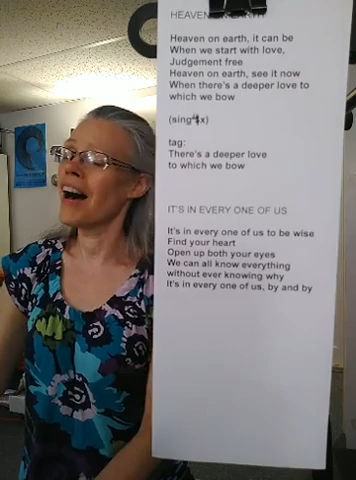 HEAVEN ON EARTH
Heaven on earth, it can be
When we start with love,
Judgement free
Heaven on earth, see it now
When there's a deeper love to
which we bow
(sing 4x)
tag:
There's a deeper love
to which we bow
IT'S IN EVERY ONE OF US
It's in every one of us to be wise
Find your heart
Open up both your eyes
We can all know everything
without ever knowing why
It's in every one of us, by and by